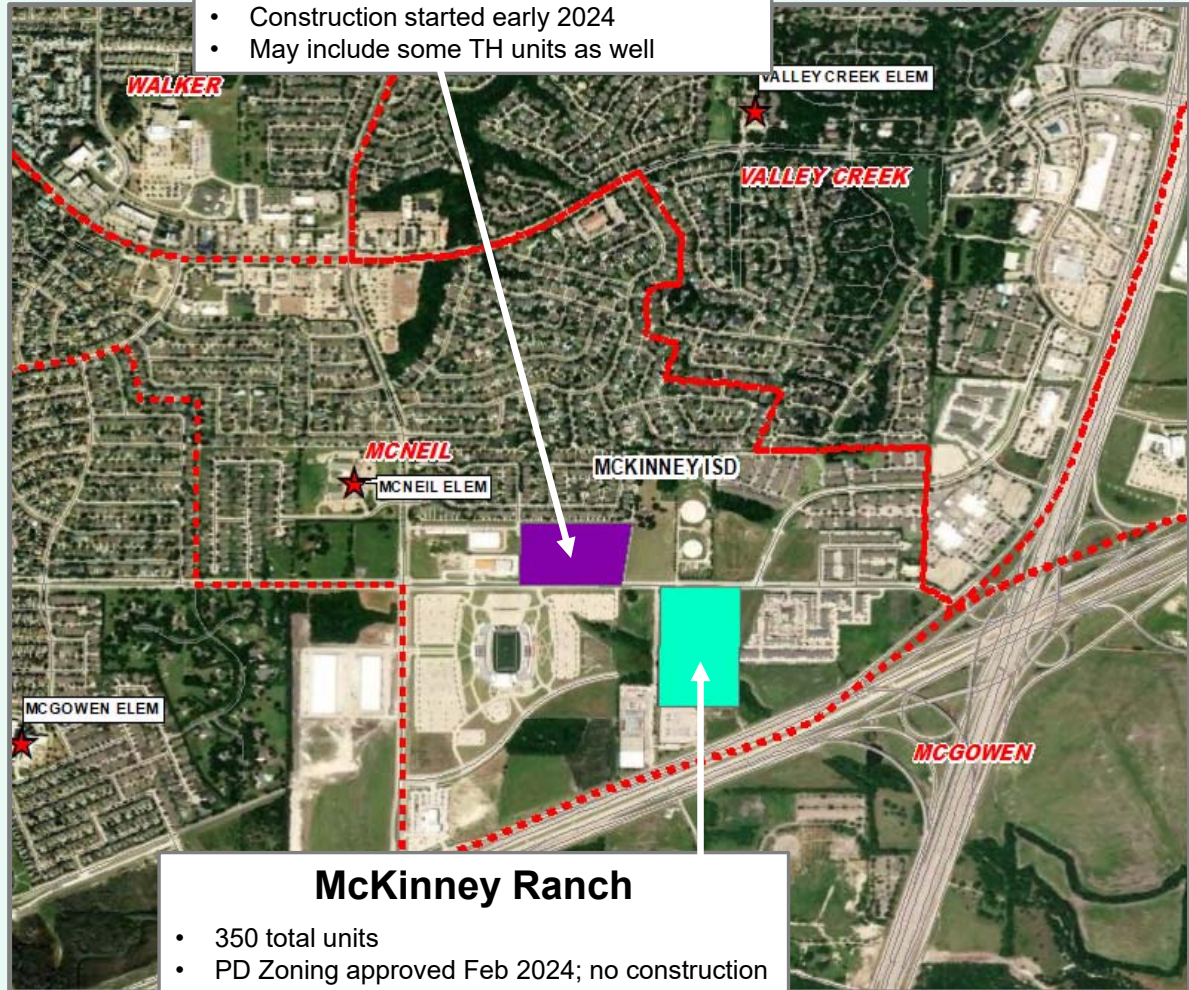 • Construction started early 2024
• May include some TH units as well
WALKER
VALLEY CREEK ELEM
VALLEY CREEK
MCNEIL
MCNEIL ELEM
MCKINNEY ISD
MCGOWEN ELEM
MCGOWEN
McKinney Ranch
• 350 total units
• PD Zoning approved Feb 2024; no construction